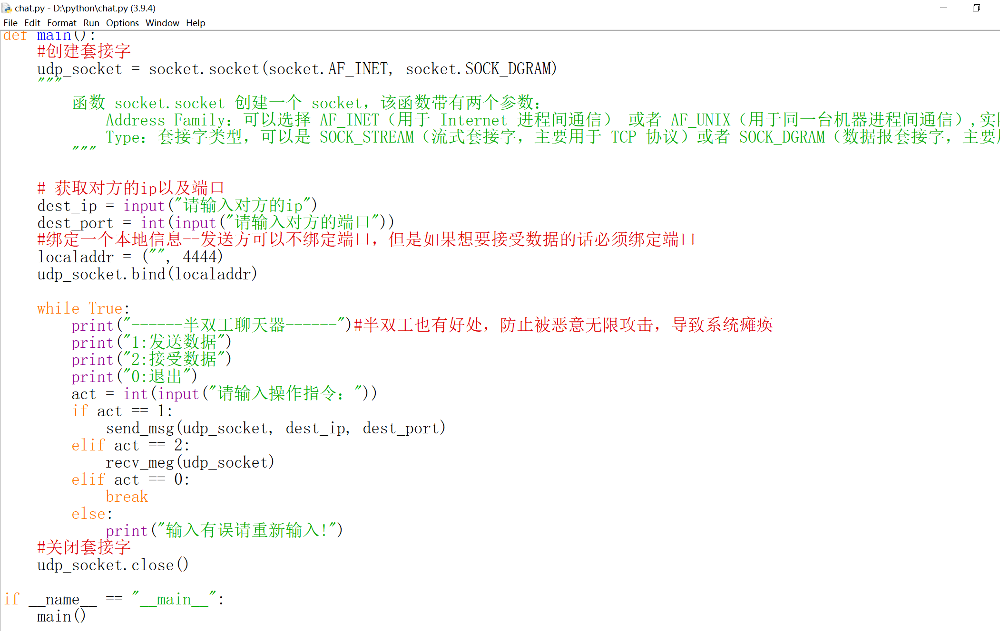 chat.py - D:\python\chat.py (3.9.4)
File Edit Format Run Options Window Help
def main():
    #创建套接字
    udp_socket = socket.socket(socket.AF_INET, socket.SOCK_DGRAM)
    """
        函数 socket.socket 创建一个 socket，该函数带有两个参数：
            Address Family：可以选择 AF_INET（用于 Internet 进程间通信） 或者 AF_UNIX（用于同一台机器进程间通信）,实
            Type：套接字类型，可以是 SOCK_STREAM（流式套接字，主要用于 TCP 协议）或者 SOCK_DGRAM（数据报套接字，主要
        """
    # 获取对方的ip以及端口
    dest_ip = input("请输入对方的ip")
    dest_port = int(input("请输入对方的端口"))
    #绑定一个本地信息--发送方可以不绑定端口，但是如果想要接受数据的话必须绑定端口
    localaddr = ("", 4444)
    udp_socket.bind(localaddr)
    while True:
        print("------半双工聊天器------")#半双工也有好处，防止被恶意无限攻击，导致系统瘫痪
        print("1:发送数据")
        print("2:接受数据")
        print("0:退出")
        act = int(input("请输入操作指令："))
        if act == 1:
            send_msg(udp_socket, dest_ip, dest_port)
        elif act == 2:
            recv_meg(udp_socket)
        elif act == 0:
            break
        else:
            print("输入有误请重新输入!")
    #关闭套接字
    udp_socket.close()
if __name__ == "__main__":
    main()